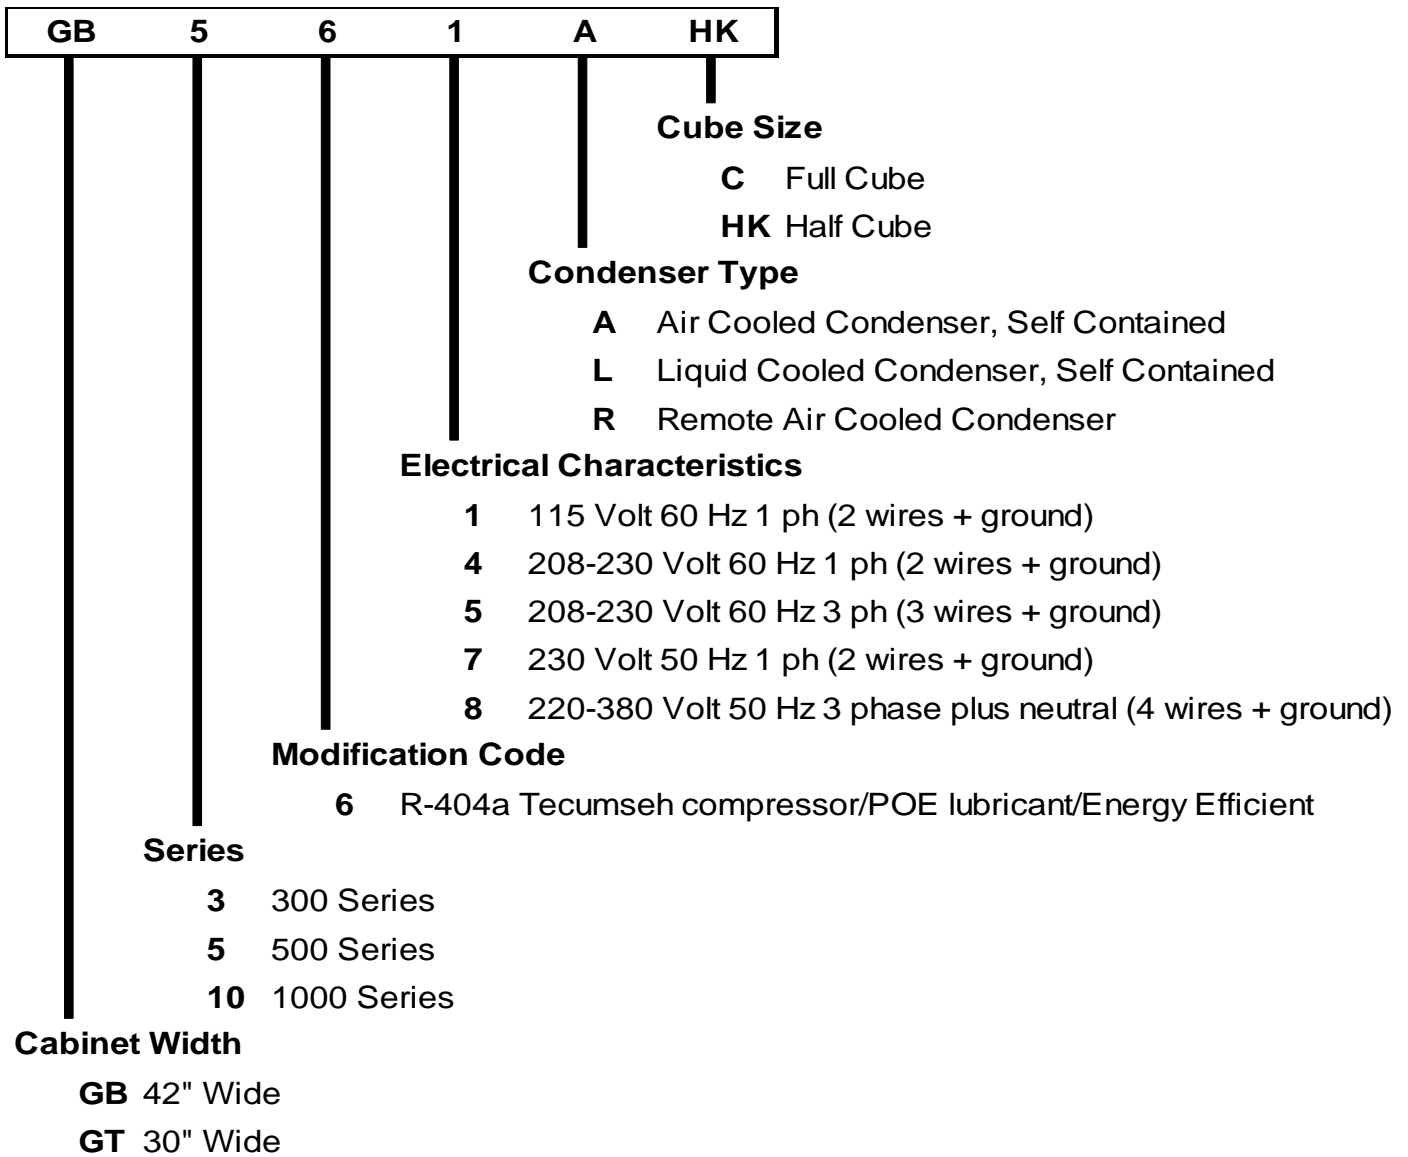 GB 5 6 1 A HK
Cube Size
C Full Cube
HK Half Cube
Condenser Type
A Air Cooled Condenser, Self Contained
L Liquid Cooled Condenser, Self Contained
R Remote Air Cooled Condenser
Electrical Characteristics
1 115 Volt 60 Hz 1 ph (2 wires + ground)
4 208-230 Volt 60 Hz 1 ph (2 wires + ground)
5 208-230 Volt 60 Hz 3 ph (3 wires + ground)
7 230 Volt 50 Hz 1 ph (2 wires + ground)
8 220-380 Volt 50 Hz 3 phase plus neutral (4 wires + ground)
Modification Code
6 R-404a Tecumseh compressor/POE lubricant/Energy Efficient
Series
3 300 Series
5 500 Series
10 1000 Series
Cabinet Width
GB 42" Wide
GT 30" Wide